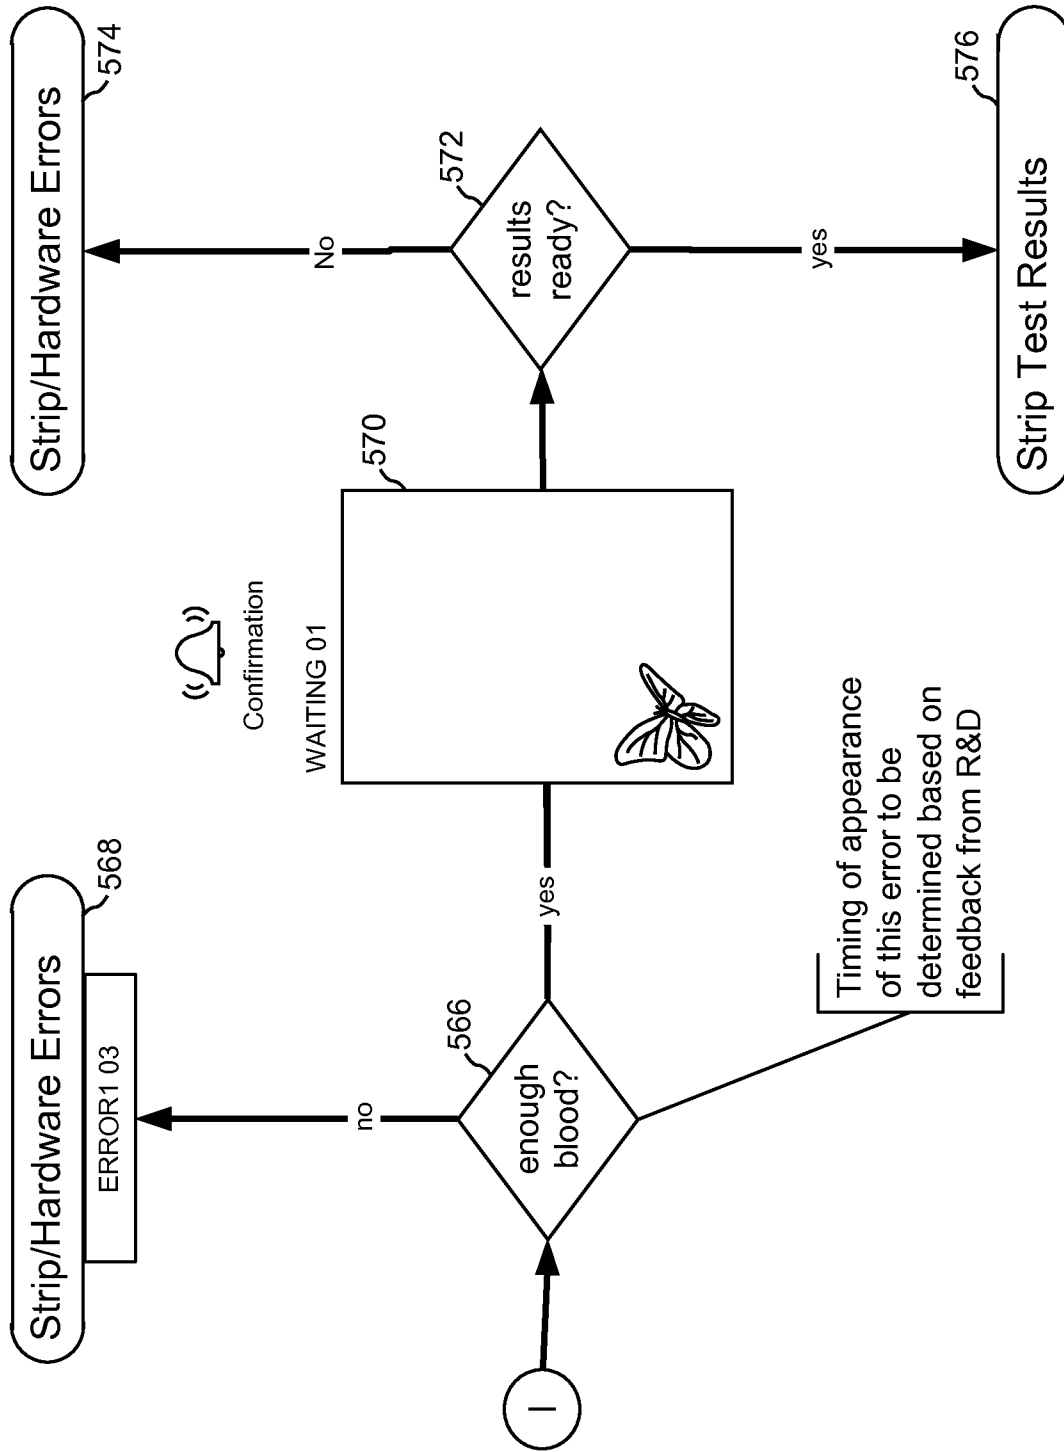 I
enough
blood?
566
no
Strip/Hardware Errors
568
ERROR1 03
Timing of appearance
of this error to be
determined based on
feedback from R&D
yes
Confirmation
WAITING 01
570
results
ready?
572
No
Strip/Hardware Errors
574
yes
Strip Test Results
576